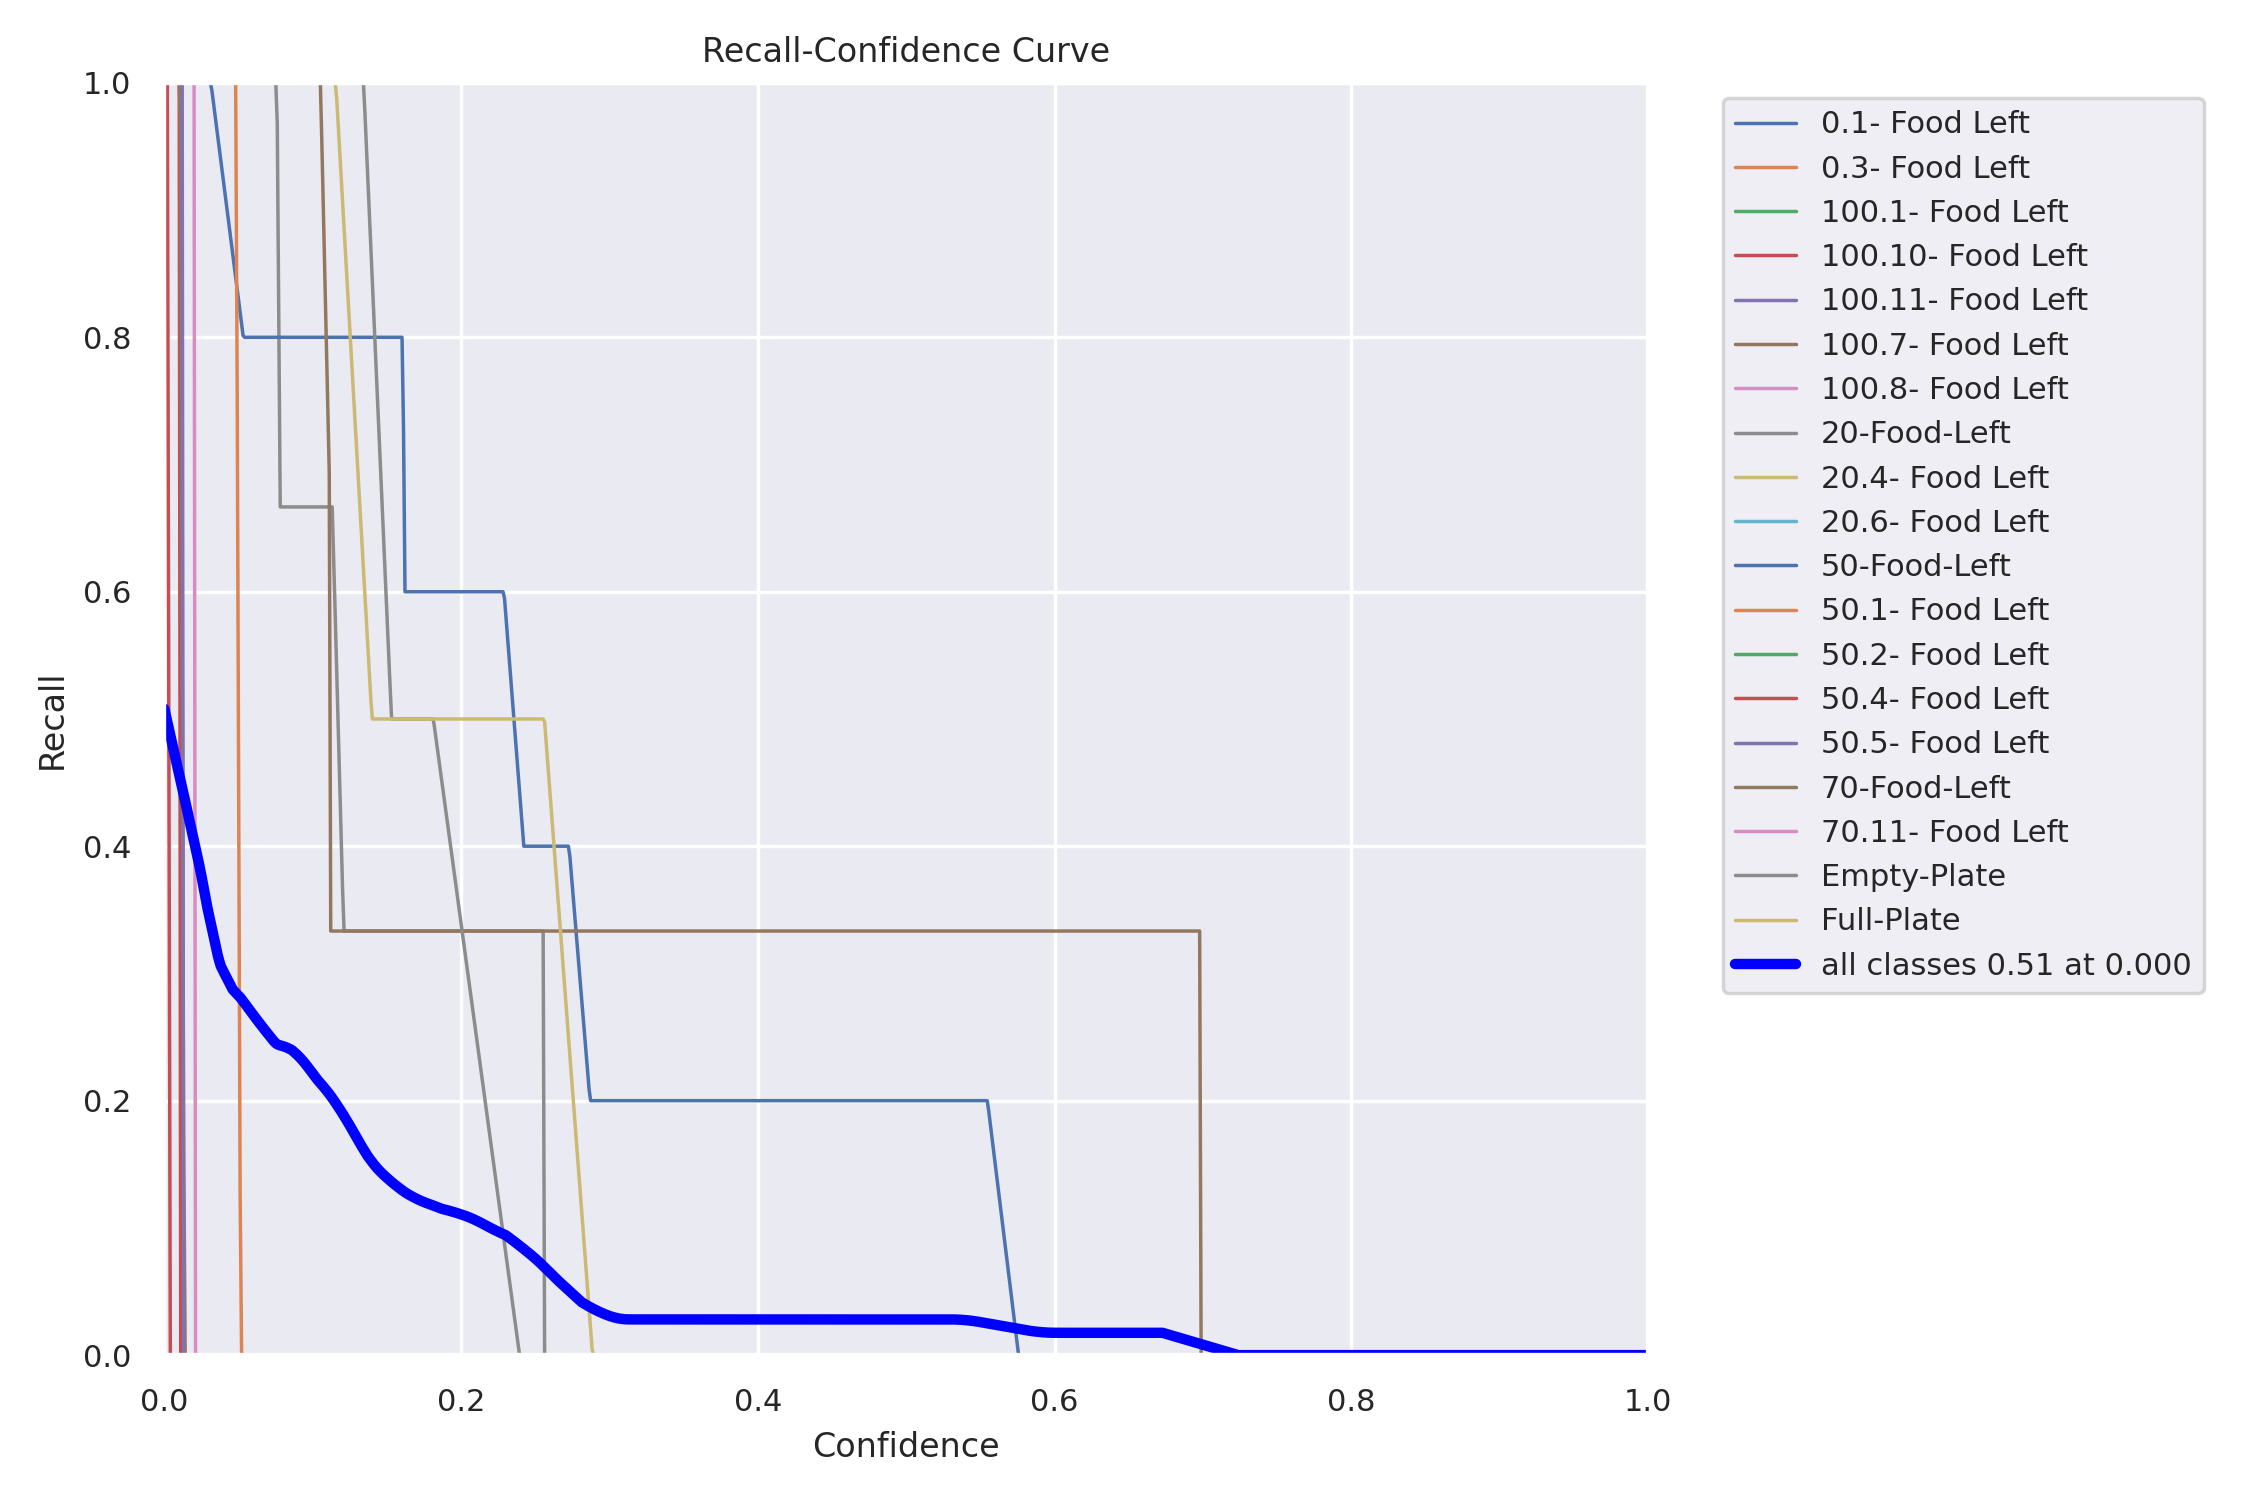 Recall-Confidence Curve
1.0
0.8
0.6
0.4
0.2
0.0
Recall
0.0 0.2 0.4 0.6 0.8 1.0
Confidence
0.1- Food Left
0.3- Food Left
100.1- Food Left
100.10- Food Left
100.11- Food Left
100.7- Food Left
100.8- Food Left
20-Food-Left
20.4- Food Left
20.6- Food Left
50-Food-Left
50.1- Food Left
50.2- Food Left
50.4- Food Left
50.5- Food Left
70-Food-Left
70.11- Food Left
Empty-Plate
Full-Plate
all classes 0.51 at 0.000